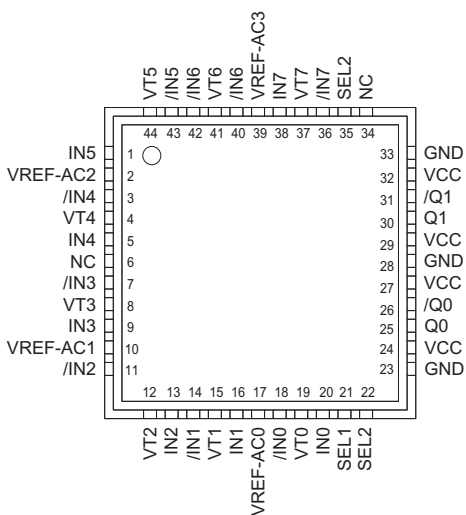 VT5
/IN5
/IN6
VT6
/IN6
VREF-AC3
IN7
VT7
/IN7
SEL2
NC
44 43 42 41 40 39 38 37 36 35 34
IN5 1
VREF-AC2 2
/IN4 3
VT4 4
IN4 5
NC 6
/IN3 7
VT3 8
IN3 9
VREF-AC1 10
/IN2 11
33 GND
32 VCC
31 /Q1
30 Q1
29 VCC
28 GND
27 VCC
26 /Q0
25 Q0
24 VCC
23 GND
12 13 14 15 16 17 18 19 20 21 22
VT2
IN2
/IN1
VT1
IN1
VREF-AC0
/IN0
VT0
IN0
SEL1
SEL2